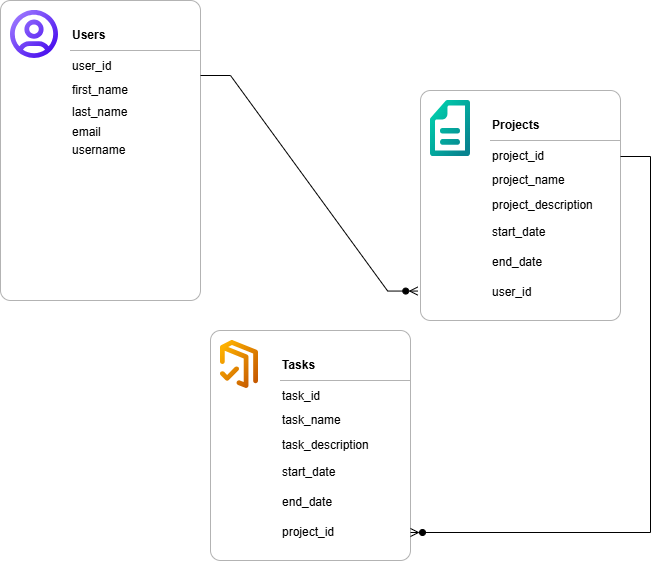 Users
user_id
first_name
last_name
email
username
Projects
project_id
project_name
project_description
start_date
end_date
user_id
Tasks
task_id
task_name
task_description
start_date
end_date
project_id